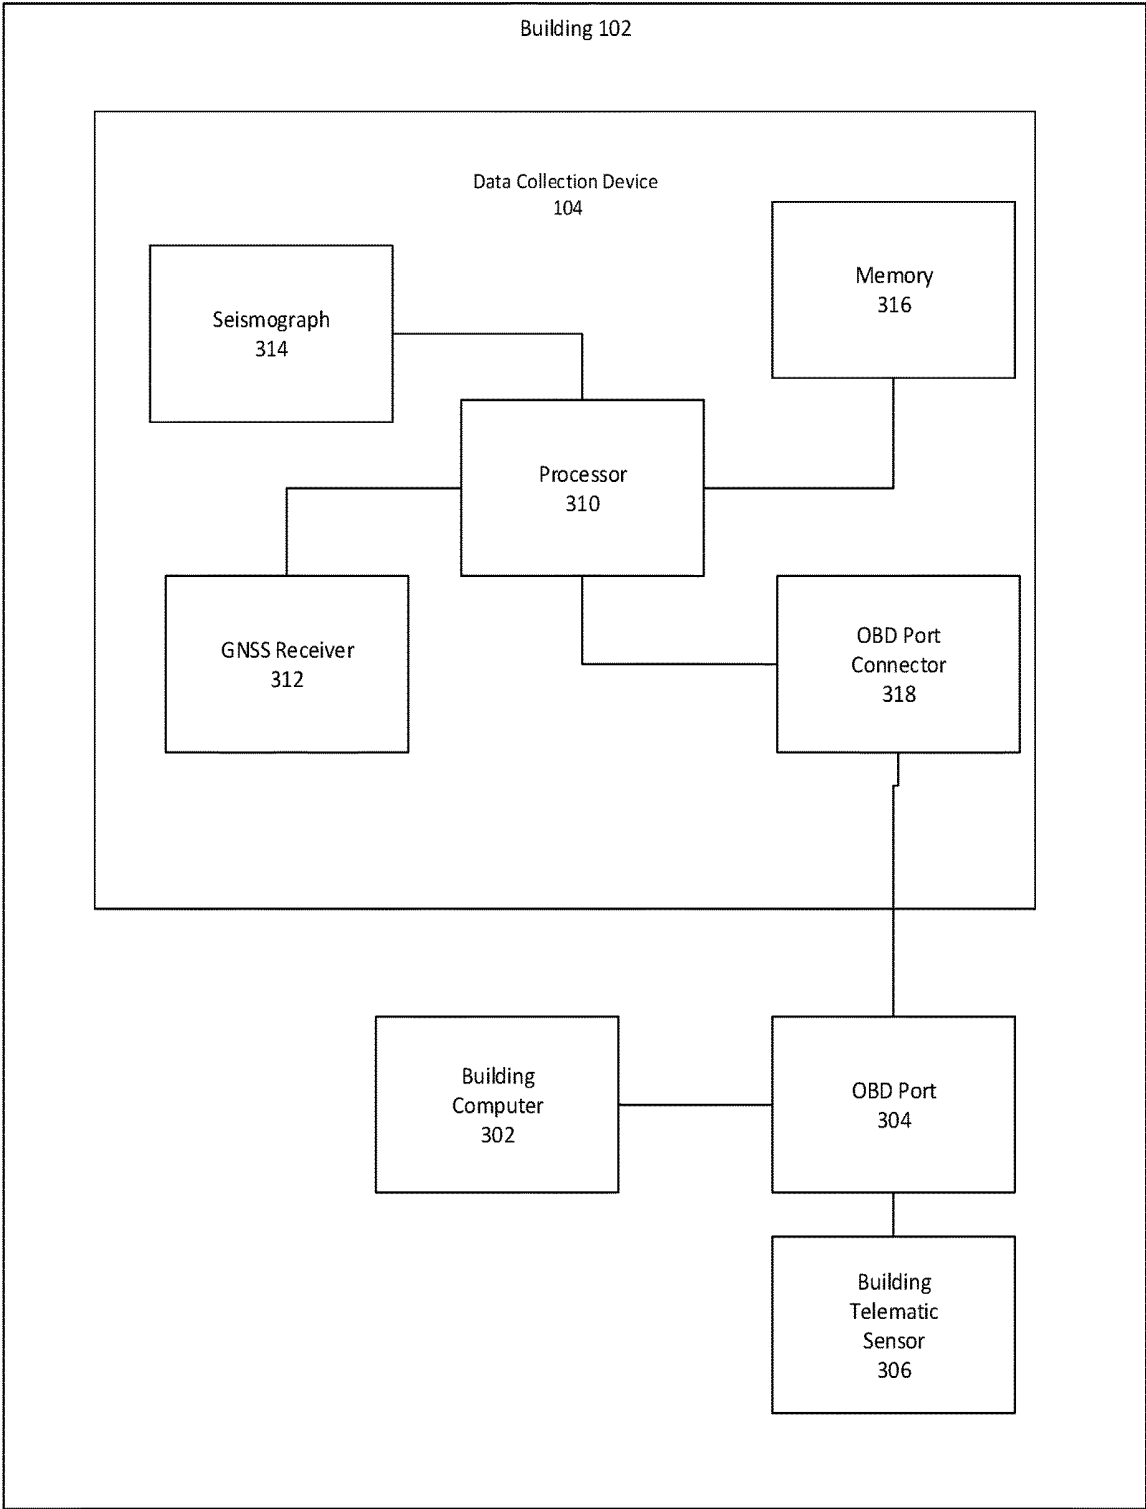 Building 102
Data Collection Device
104
Memory
316
Seismograph
314
Processor
310
GNSS Receiver
312
OBD Port
Connector
318
Building
Computer
302
OBD Port
304
Building
Telematic
Sensor
306